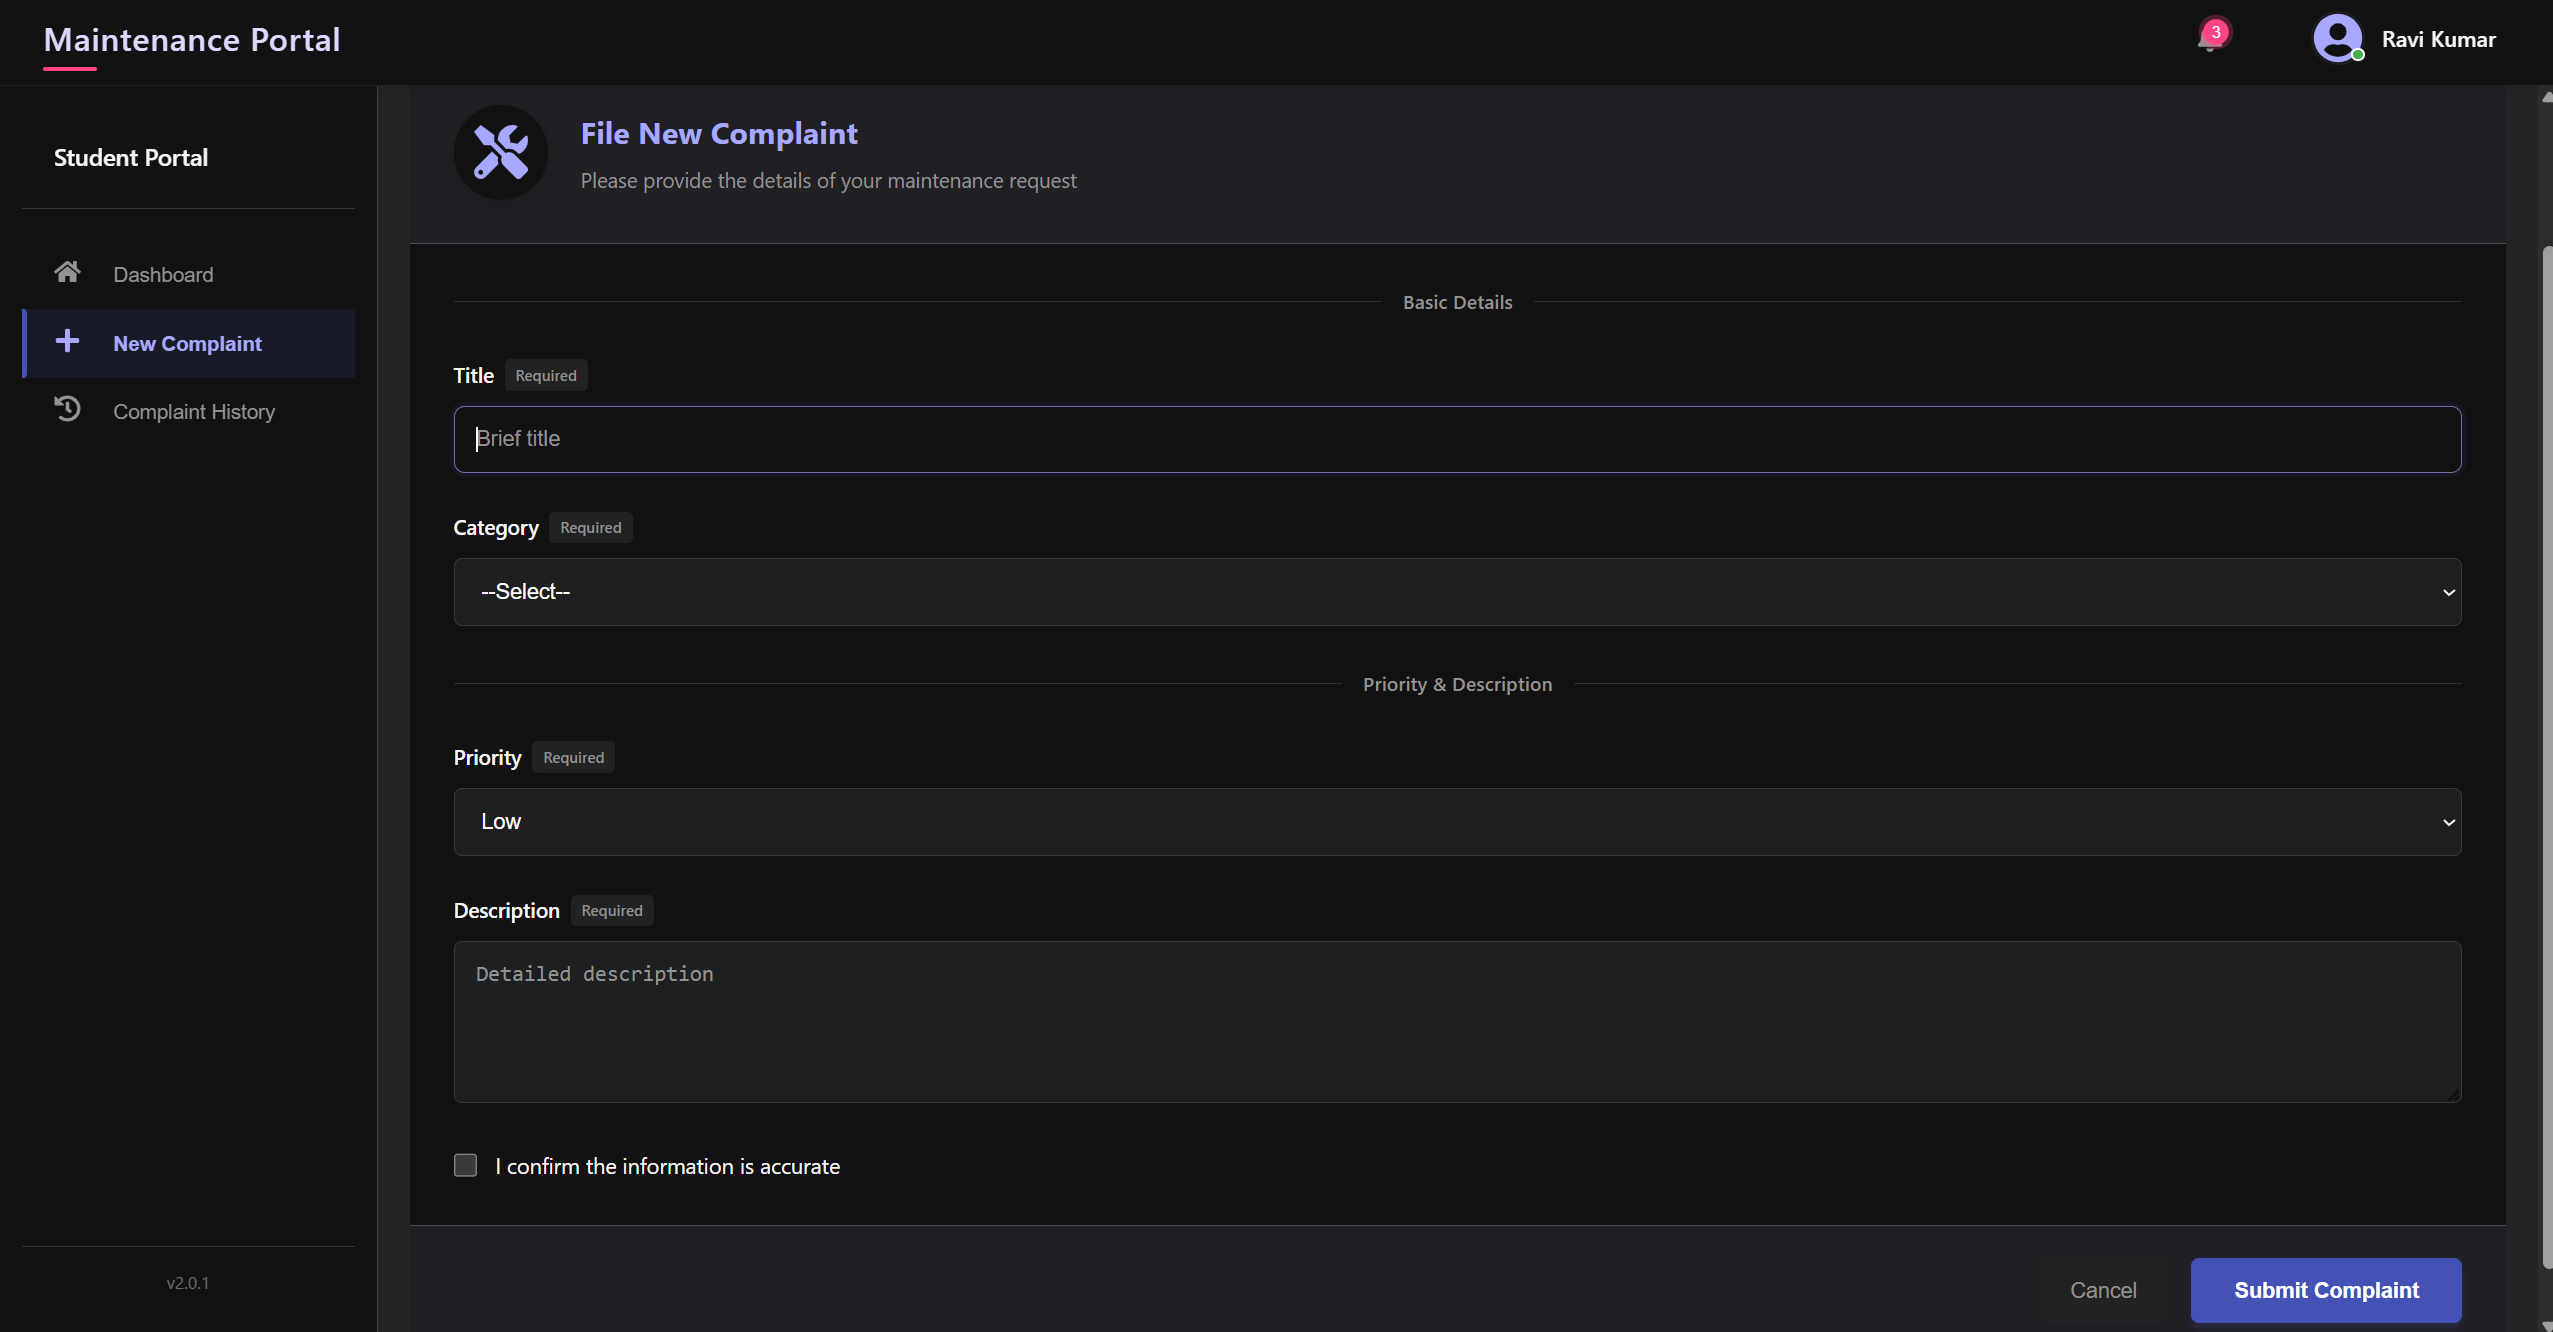 Maintenance Portal
3
Ravi Kumar
Student Portal
Dashboard
New Complaint
Complaint History
v2.0.1
File New Complaint
Please provide the details of your maintenance request
Basic Details
Title Required
Brief title
Category Required
--Select--
Priority & Description
Priority Required
Low
Description Required
Detailed description
I confirm the information is accurate
Cancel
Submit Complaint